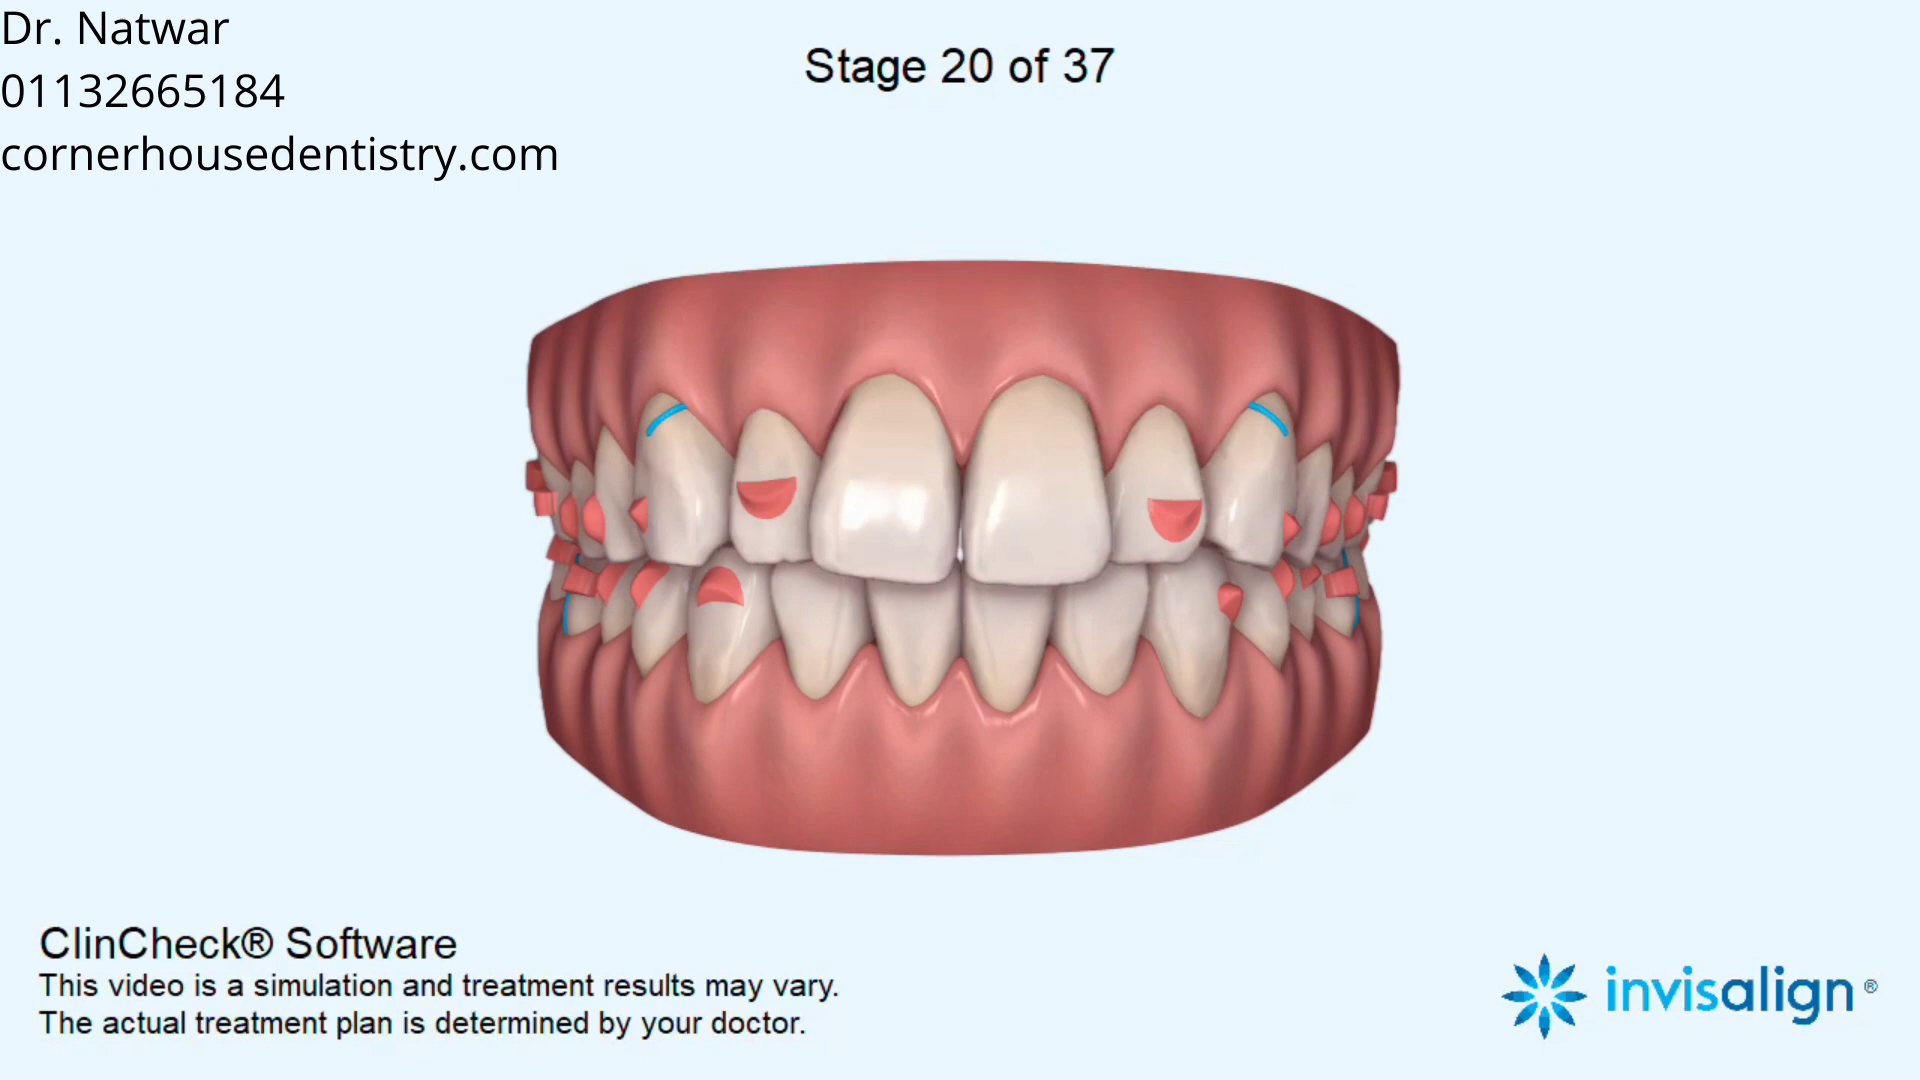 Dr. Natwar
01132665184
cornerhousedentistry.com
Stage 20 of 37
ClinCheck® Software
This video is a simulation and treatment results may vary.
The actual treatment plan is determined by your doctor.
invisalign®